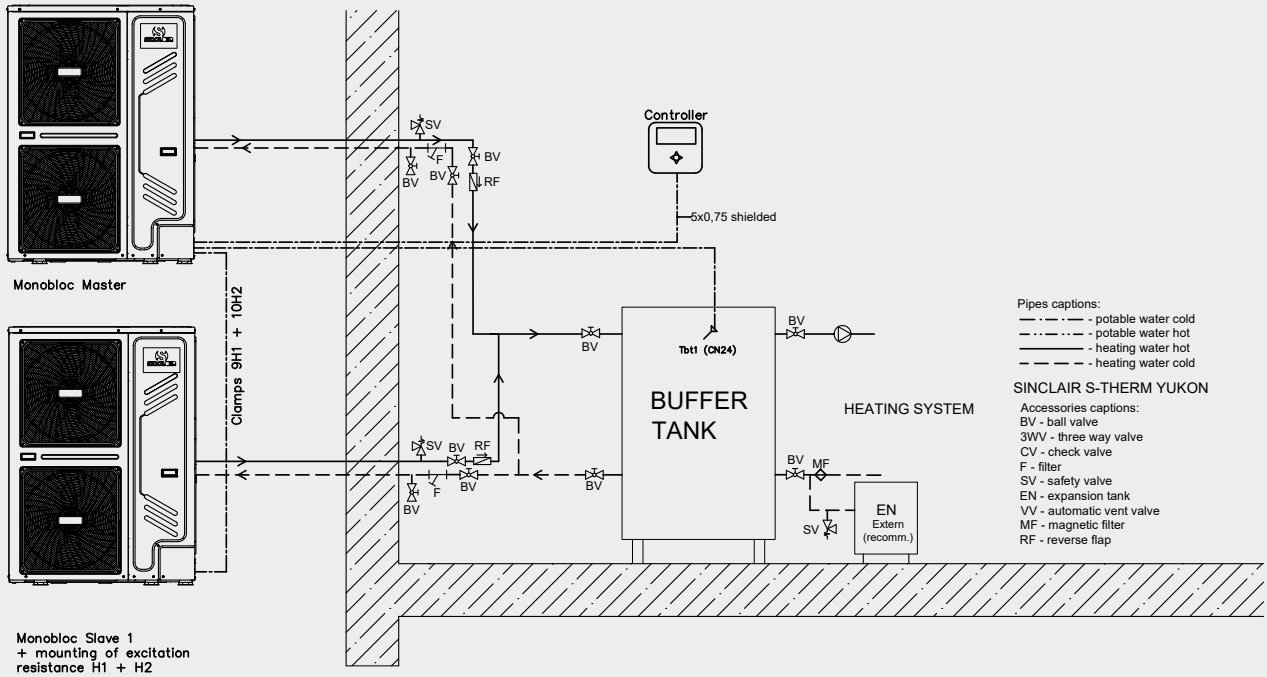 Monobloc Master
Clamps 9H1 + 10H2
Monobloc Slave 1
+ mounting of excitation
resistance H1 + H2
SV
F
BV
BV
BV
RF
Controller
5x0,75 shielded
SV
BV
RF
F
BV
BV
BV
BV
Tbt1 (CN24)
BUFFER
TANK
BV
HEATING SYSTEM
BV
MF
SV
EN
Extern
(recomm.)
Pipes captions:
- potable water cold
- potable water hot
- heating water hot
- heating water cold
SINCLAIR S-THERM YUKON
Accessories captions:
BV - ball valve
3WV - three way valve
CV - check valve
F - filter
SV - safety valve
EN - expansion tank
VV - automatic vent valve
MF - magnetic filter
RF - reverse flap